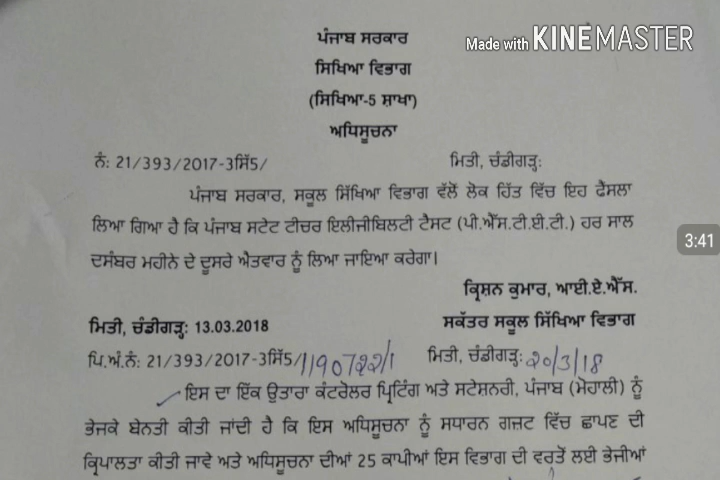 ਪੰਜਾਬ ਸਰਕਾਰ
Made with KINEMASTER
ਸਿਖਿਆ ਵਿਭਾਗ
(ਸਿਖਿਆ-5 ਸ਼ਾਖਾ)
ਅਧਿਸੂਚਨਾ
ਨੰ: 21/393/2017-3ਸਿੱ5/ ਮਿਤੀ, ਚੰਡੀਗੜ੍ਹ:
ਪੰਜਾਬ ਸਰਕਾਰ, ਸਕੂਲ ਸਿੱਖਿਆ ਵਿਭਾਗ ਵੱਲੋਂ ਲੋਕ ਹਿੱਤ ਵਿੱਚ ਇਹ ਫੈਸਲਾ
ਲਿਆ ਗਿਆ ਹੈ ਕਿ ਪੰਜਾਬ ਸਟੇਟ ਟੀਚਰ ਇਲੀਜੀਬਿਲਟੀ ਟੈਸਟ (ਪੀ.ਐੱਸ.ਟੀ.ਈ.ਟੀ.) ਹਰ ਸਾਲ
3:41
ਦਸੰਬਰ ਮਹੀਨੇ ਦੇ ਦੂਸਰੇ ਐਤਵਾਰ ਨੂੰ ਲਿਆ ਜਾਇਆ ਕਰੇਗਾ।
ਕ੍ਰਿਸ਼ਨ ਕੁਮਾਰ, ਆਈ.ਏ.ਐੱਸ.
ਮਿਤੀ, ਚੰਡੀਗੜ੍ਹ: 13.03.2018 ਸਕੱਤਰ ਸਕੂਲ ਸਿੱਖਿਆ ਵਿਭਾਗ
ਪਿ.ਅੰ.ਨੰ: 21/393/2017-3ਸਿੱ5/ ਮਿਤੀ, ਚੰਡੀਗੜ੍ਹ: 20/3/18
ਇਸ ਦਾ ਇੱਕ ਉਤਾਰਾ ਕੰਟਰੋਲਰ ਪ੍ਰਿਟਿੰਗ ਅਤੇ ਸਟੇਸ਼ਨਰੀ, ਪੰਜਾਬ (ਮੋਹਾਲੀ) ਨੂੰ
ਭੇਜਕੇ ਬੇਨਤੀ ਕੀਤੀ ਜਾਂਦੀ ਹੈ ਕਿ ਇਸ ਅਧਿਸੂਚਨਾ ਨੂੰ ਸਧਾਰਨ ਗਜ਼ਟ ਵਿੱਚ ਛਾਪਣ ਦੀ
ਕ੍ਰਿਪਾਲਤਾ ਕੀਤੀ ਜਾਵੇ ਅਤੇ ਅਧਿਸੂਚਨਾ ਦੀਆਂ 25 ਕਾਪੀਆਂ ਇਸ ਵਿਭਾਗ ਦੀ ਵਰਤੋਂ ਲਈ ਭੇਜੀਆਂ